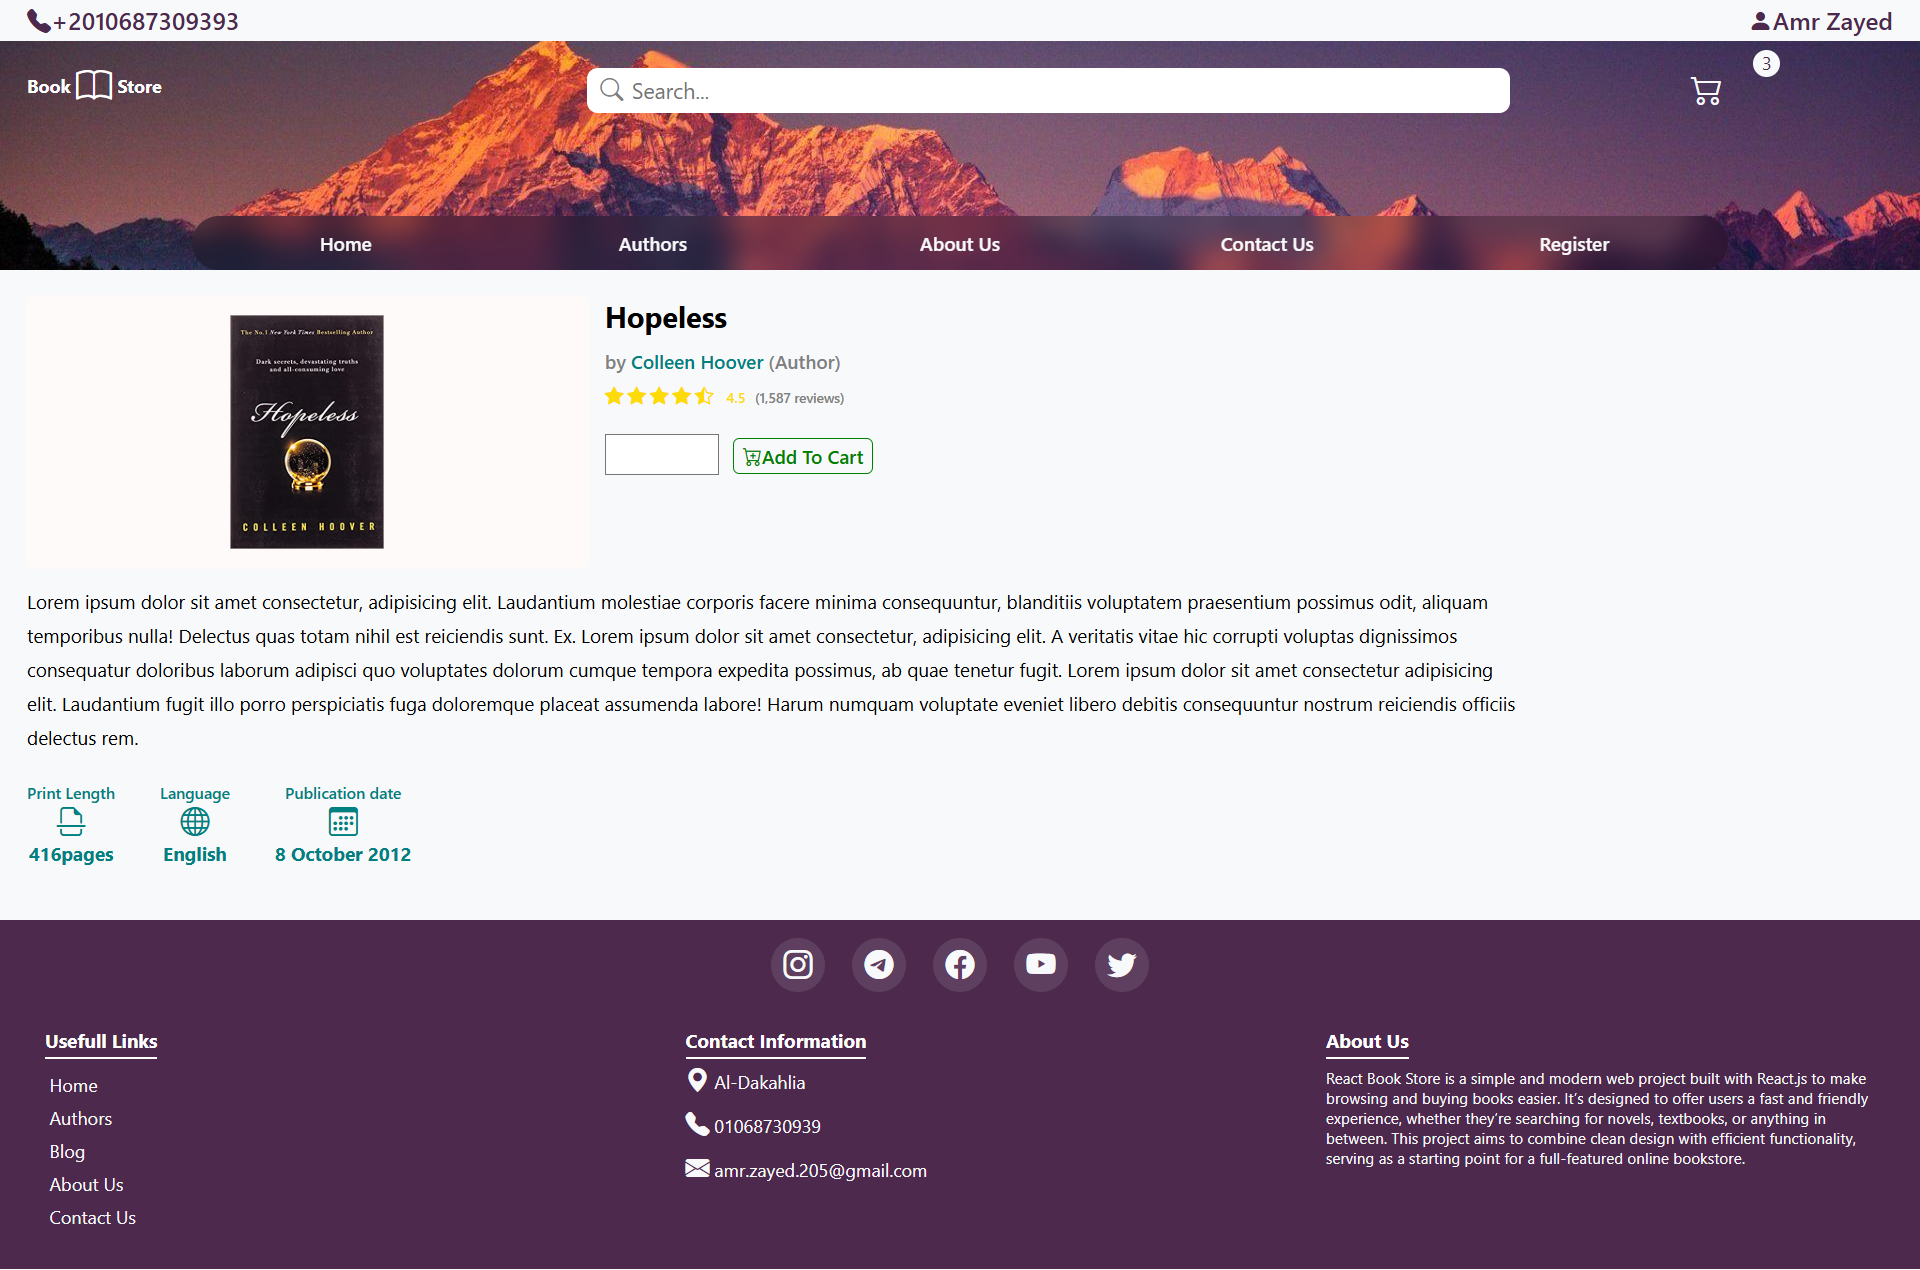 +2010687309393
Amr Zayed
Book Store
Search...
3
Home
Authors
About Us
Contact Us
Register
The No.1 New York Times Bestselling Author
Dark secrets, devastating truths
and all-consuming love
Hopeless
COLLEEN HOOVER
Hopeless
by Colleen Hoover (Author)
4.5 (1,587 reviews)
Add To Cart
Lorem ipsum dolor sit amet consectetur, adipisicing elit. Laudantium molestiae corporis facere minima consequuntur, blanditiis voluptatem praesentium possimus odit, aliquam
temporibus nulla! Delectus quas totam nihil est reiciendis sunt. Ex. Lorem ipsum dolor sit amet consectetur, adipisicing elit. A veritatis vitae hic corrupti voluptas dignissimos
consequatur doloribus laborum adipisci quo voluptates dolorum cumque tempora expedita possimus, ab quae tenetur fugit. Lorem ipsum dolor sit amet consectetur adipisicing
elit. Laudantium fugit illo porro perspiciatis fuga doloremque placeat assumenda labore! Harum numquam voluptate eveniet libero debitis consequuntur nostrum reiciendis officiis
delectus rem.
Print Length
416pages
Language
English
Publication date
8 October 2012
Usefull Links
Home
Authors
Blog
About Us
Contact Us
Contact Information
Al-Dakahlia
01068730939
amr.zayed.205@gmail.com
About Us
React Book Store is a simple and modern web project built with React.js to make
browsing and buying books easier. It’s designed to offer users a fast and friendly
experience, whether they’re searching for novels, textbooks, or anything in
between. This project aims to combine clean design with efficient functionality,
serving as a starting point for a full-featured online bookstore.